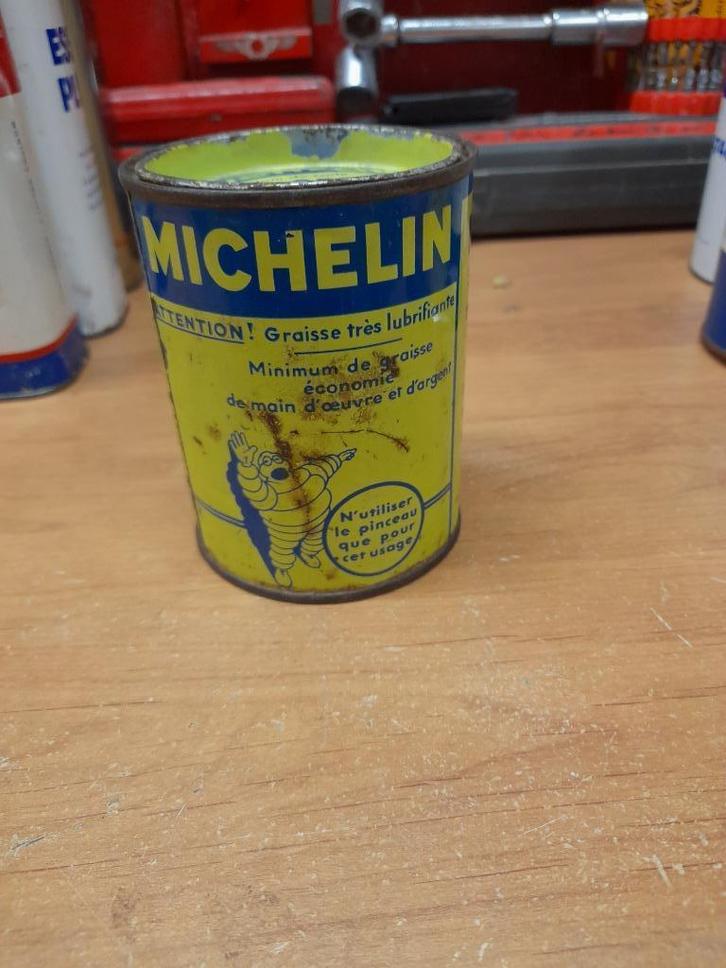 MICHELIN
ATTENTION! Graisse très lubrifiante
Minimum de graisse
économie
de main d'œuvre et d'argent
N'utiliser
le pinceau
que pour
cet usage